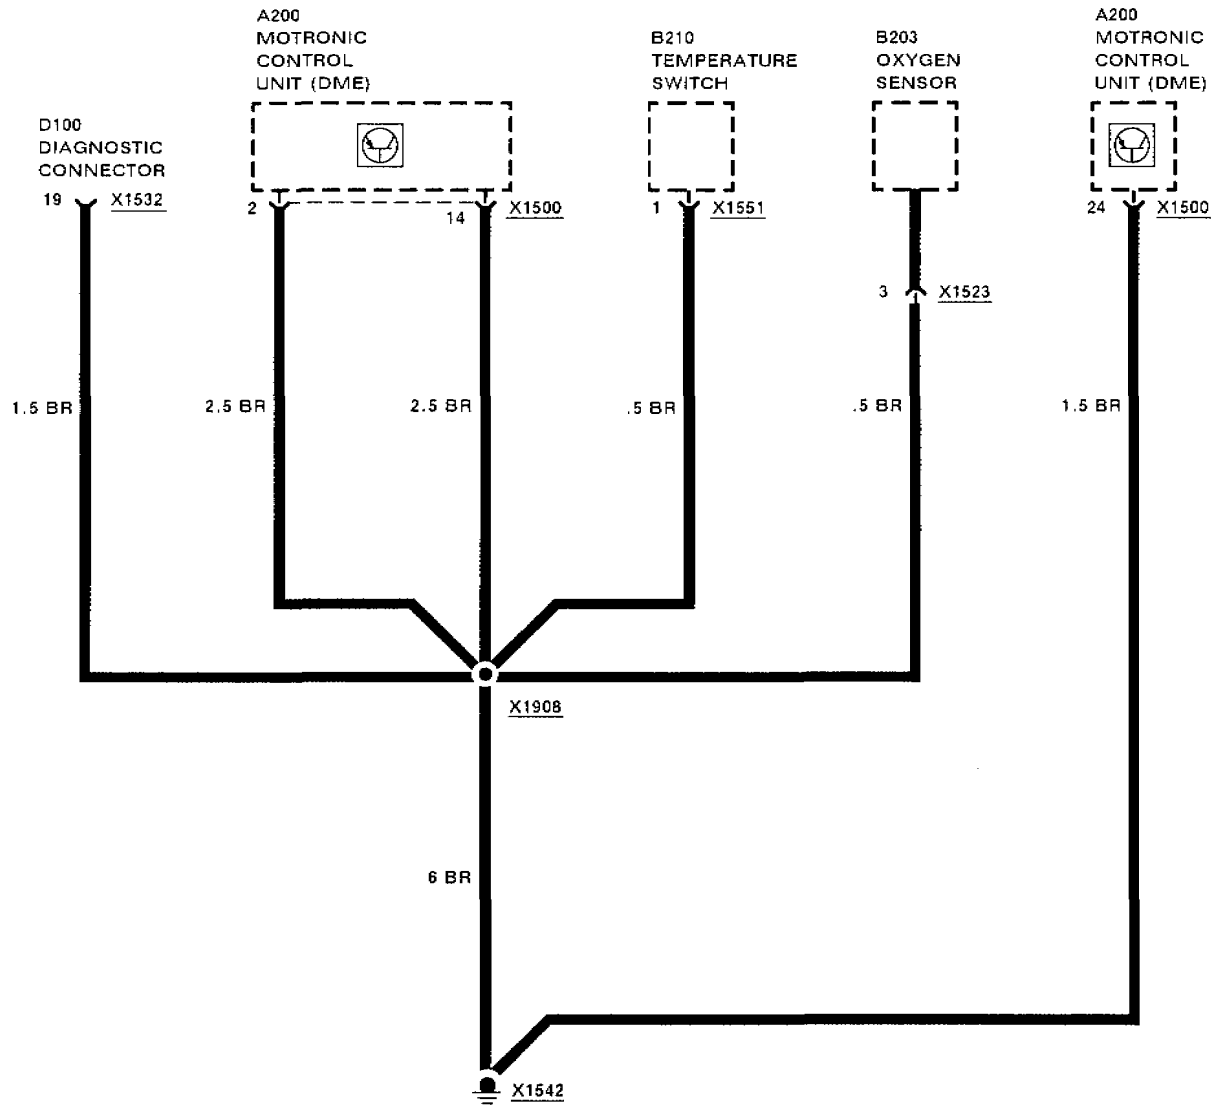 A200
MOTRONIC
CONTROL
UNIT (DME)
B210
TEMPERATURE
SWITCH
B203
OXYGEN
SENSOR
A200
MOTRONIC
CONTROL
UNIT (DME)
D100
DIAGNOSTIC
CONNECTOR
19 X1532
2
14 X1500
1 X1551
24 X1500
3 X1523
1.5 BR
2.5 BR
2.5 BR
.5 BR
.5 BR
1.5 BR
X1908
6 BR
X1542